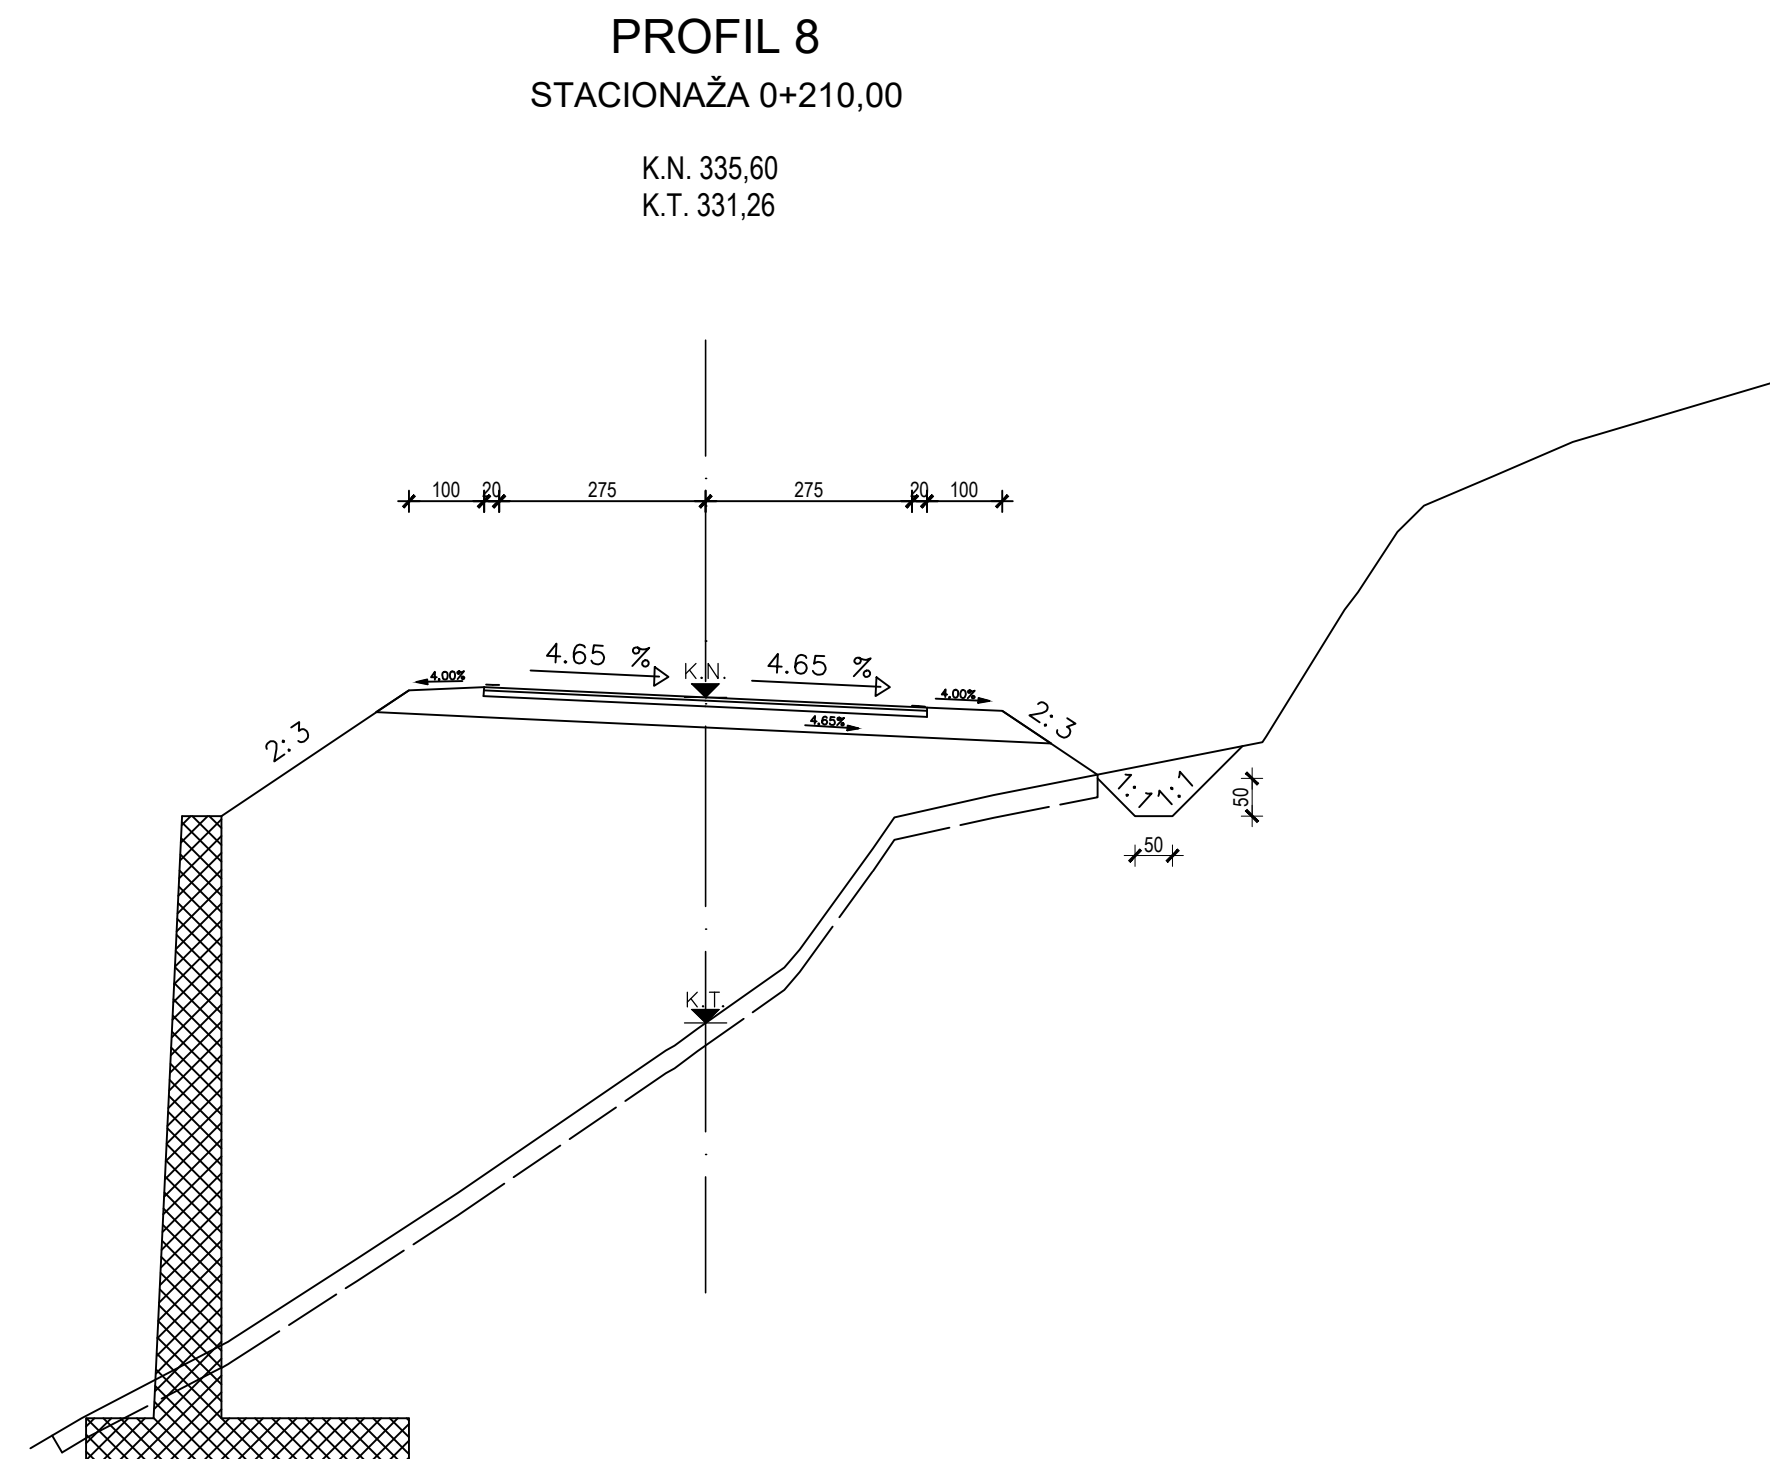 PROFIL 8
STACIONAŽA 0+210,00
K.N. 335,60
K.T. 331,26
100 20 275 275 20 100
4.65 %
4.65 %
K.N.
4.00%
4.00%
4.65%
2:3
2:3
1:1
1:1
50
50
K.T.